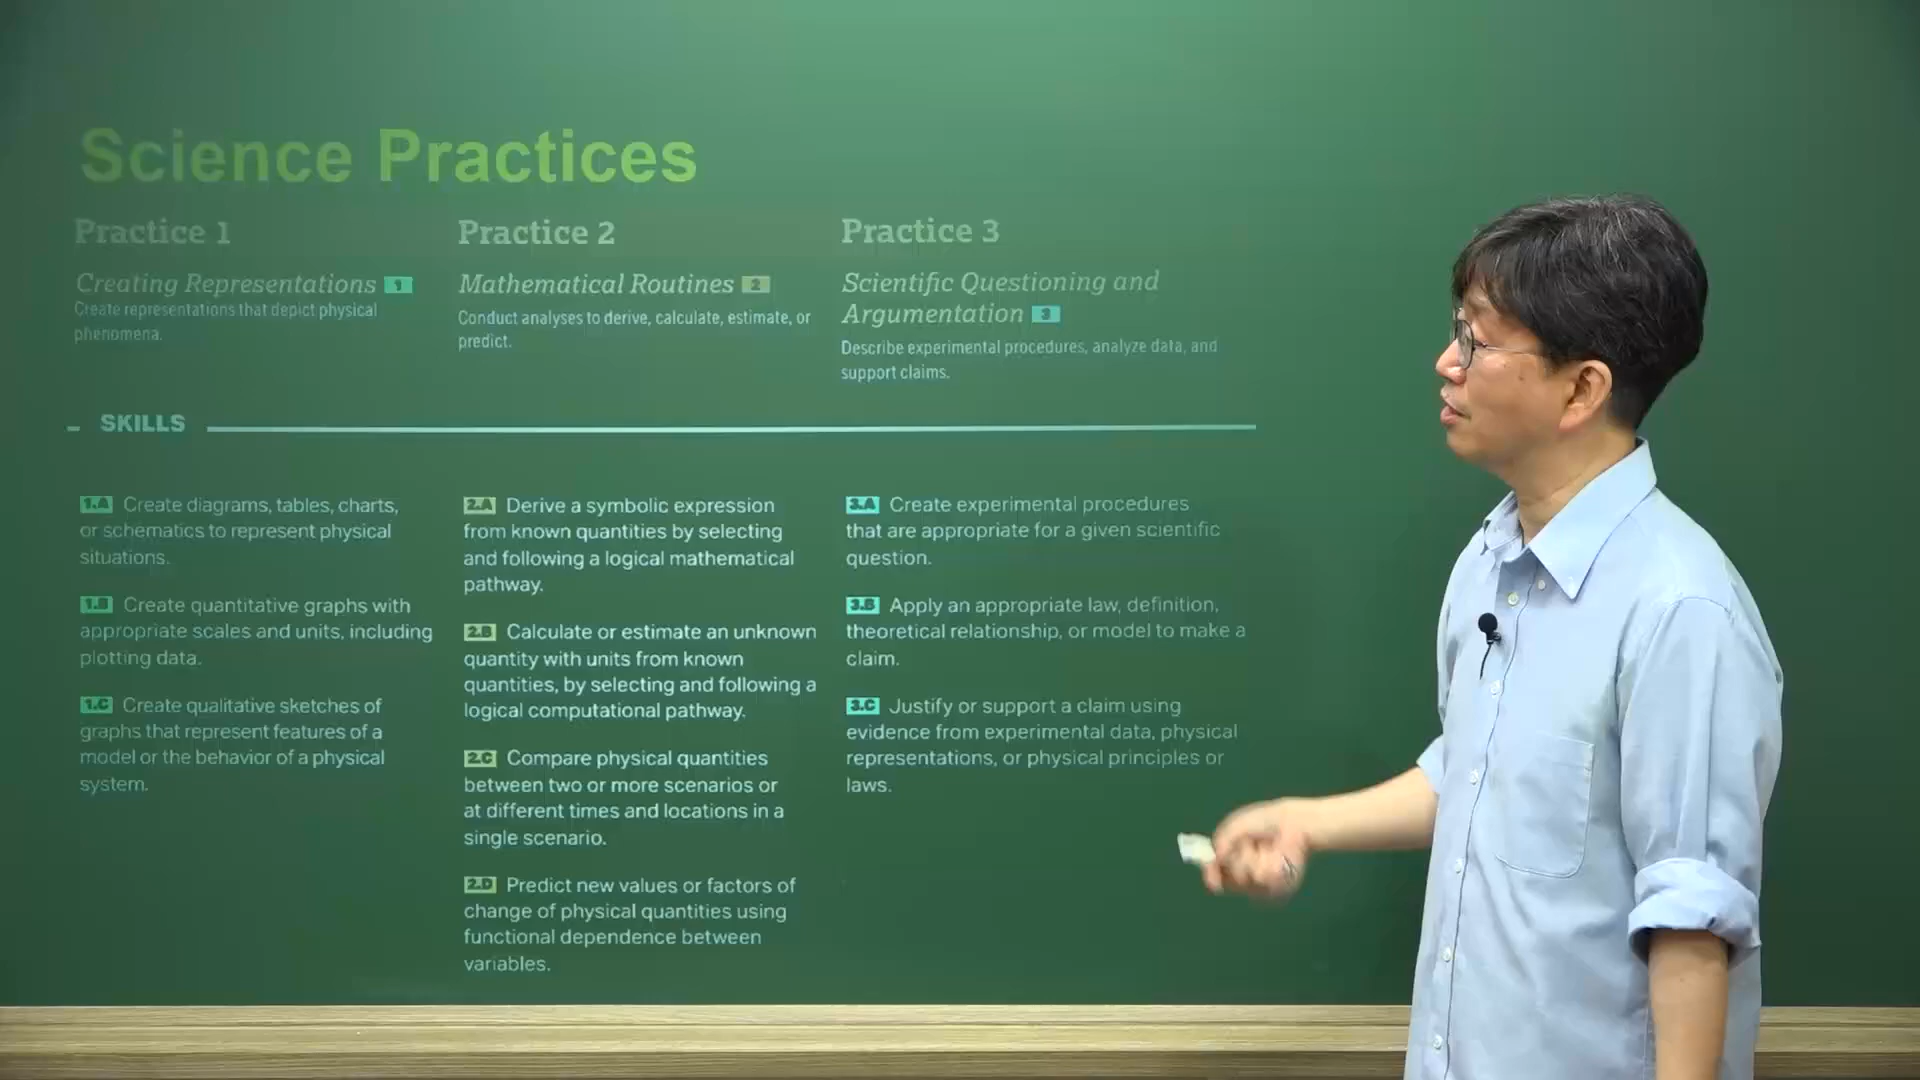 Science Practices
Practice 1
Creating Representations 1
Create representations that depict physical
phenomena.
Practice 2
Mathematical Routines 2
Conduct analyses to derive, calculate, estimate, or
predict.
Practice 3
Scientific Questioning and
Argumentation 3
Describe experimental procedures, analyze data, and
support claims.
SKILLS
1.A Create diagrams, tables, charts,
or schematics to represent physical
situations.
1.B Create quantitative graphs with
appropriate scales and units, including
plotting data.
1.C Create qualitative sketches of
graphs that represent features of a
model or the behavior of a physical
system.
2.A Derive a symbolic expression
from known quantities by selecting
and following a logical mathematical
pathway.
2.B Calculate or estimate an unknown
quantity with units from known
quantities, by selecting and following a
logical computational pathway.
2.C Compare physical quantities
between two or more scenarios or
at different times and locations in a
single scenario.
2.D Predict new values or factors of
change of physical quantities using
functional dependence between
variables.
3.A Create experimental procedures
that are appropriate for a given scientific
question.
3.B Apply an appropriate law, definition,
theoretical relationship, or model to make a
claim.
3.C Justify or support a claim using
evidence from experimental data, physical
representations, or physical principles or
laws.